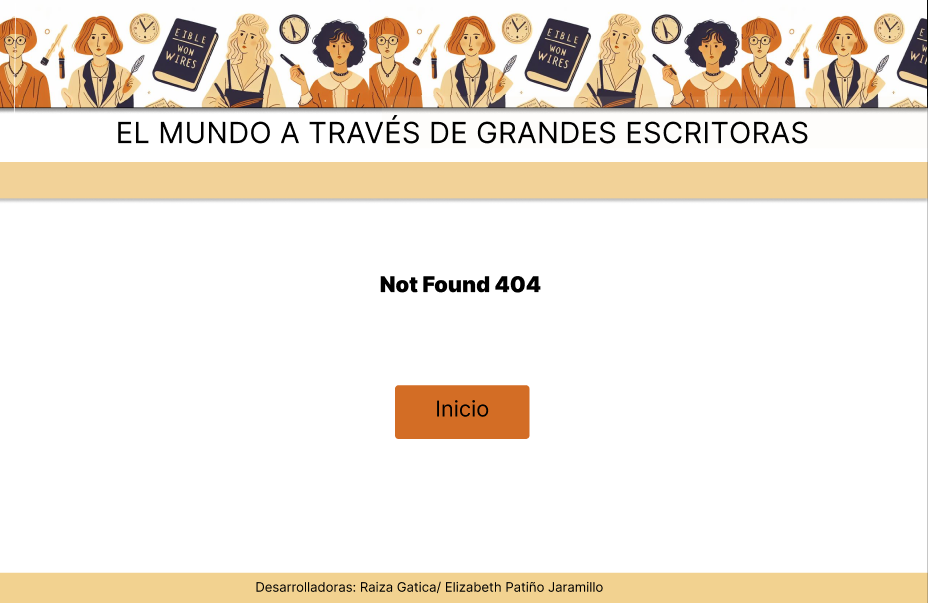 EIBLE
WON
WIRES
EIBLE
WON
WIRES
EL MUNDO A TRAVÉS DE GRANDES ESCRITORAS
Not Found 404
Inicio
Desarrolladoras: Raiza Gatica/ Elizabeth Patiño Jaramillo